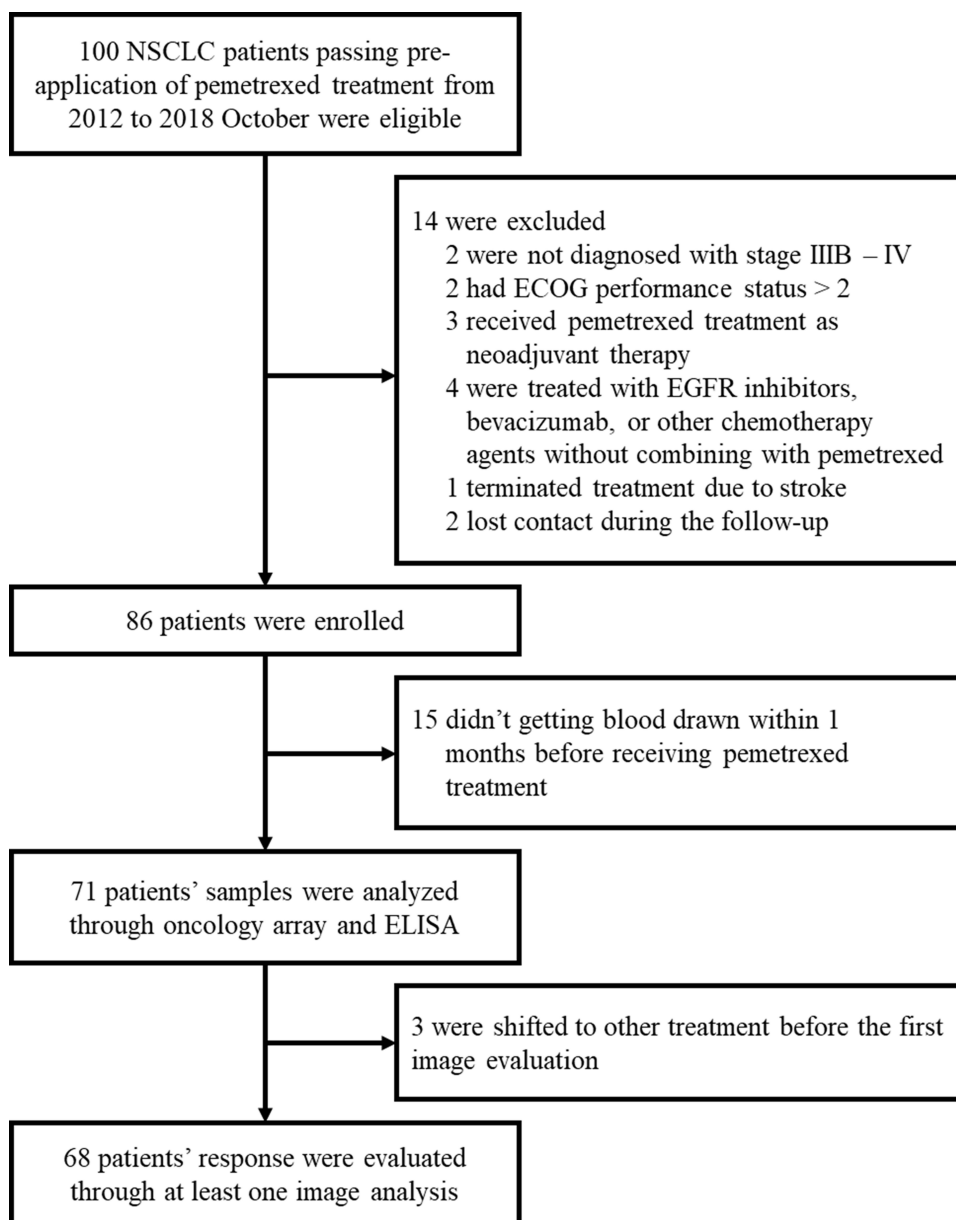 100 NSCLC patients passing pre-
application of pemetrexed treatment from
2012 to 2018 October were eligible
14 were excluded
2 were not diagnosed with stage IIIB – IV
2 had ECOG performance status > 2
3 received pemetrexed treatment as
neoadjuvant therapy
4 were treated with EGFR inhibitors,
bevacizumab, or other chemotherapy
agents without combining with pemetrexed
1 terminated treatment due to stroke
2 lost contact during the follow-up
86 patients were enrolled
15 didn’t getting blood drawn within 1
months before receiving pemetrexed
treatment
71 patients’ samples were analyzed
through oncology array and ELISA
3 were shifted to other treatment before the first
image evaluation
68 patients’ response were evaluated
through at least one image analysis